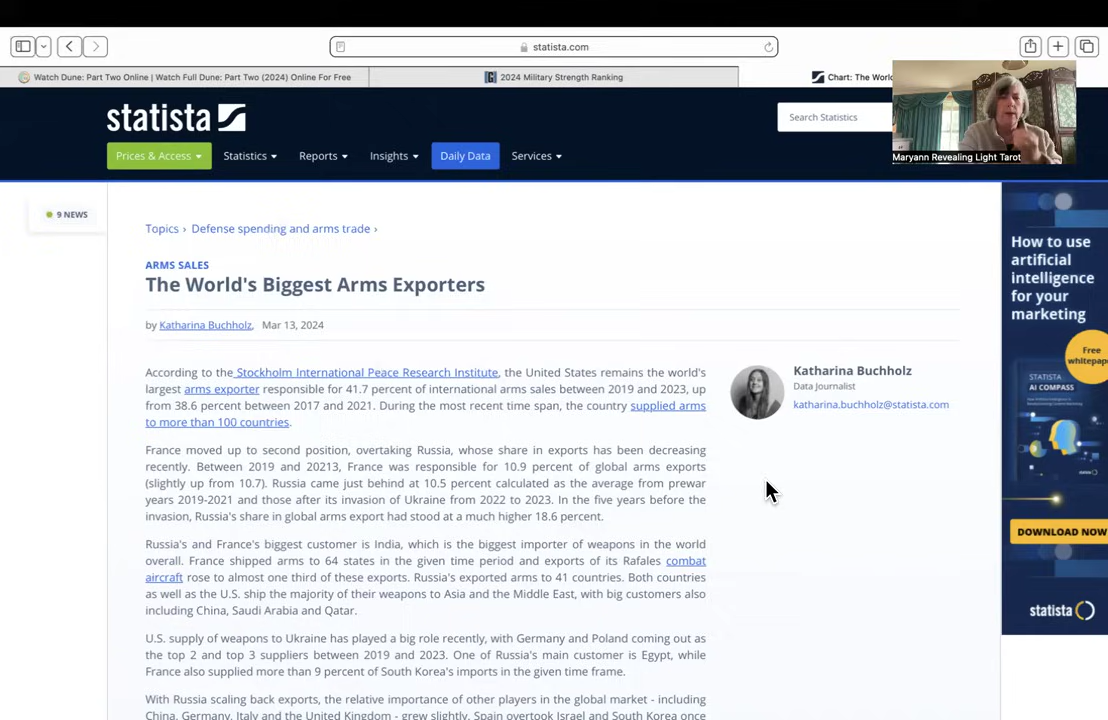 statista.com
Watch Dune: Part Two Online | Watch Full Dune: Part Two (2024) Online For Free
2024 Military Strength Ranking
Chart: The World
Maryann Revealing Light Tarot
statista
Search Statistics
Prices & Access
Statistics
Reports
Insights
Daily Data
Services
9 NEWS
Topics › Defense spending and arms trade ›
ARMS SALES
The World's Biggest Arms Exporters
by Katharina Buchholz, Mar 13, 2024
According to the Stockholm International Peace Research Institute, the United States remains the world's
largest arms exporter responsible for 41.7 percent of international arms sales between 2019 and 2023, up
from 38.6 percent between 2017 and 2021. During the most recent time span, the country supplied arms
to more than 100 countries.
France moved up to second position, overtaking Russia, whose share in exports has been decreasing
recently. Between 2019 and 20213, France was responsible for 10.9 percent of global arms exports
(slightly up from 10.7). Russia came just behind at 10.5 percent calculated as the average from prewar
years 2019-2021 and those after its invasion of Ukraine from 2022 to 2023. In the five years before the
invasion, Russia's share in global arms export had stood at a much higher 18.6 percent.
Russia's and France's biggest customer is India, which is the biggest importer of weapons in the world
overall. France shipped arms to 64 states in the given time period and exports of its Rafales combat
aircraft rose to almost one third of these exports. Russia's exported arms to 41 countries. Both countries
as well as the U.S. ship the majority of their weapons to Asia and the Middle East, with big customers also
including China, Saudi Arabia and Qatar.
U.S. supply of weapons to Ukraine has played a big role recently, with Germany and Poland coming out as
the top 2 and top 3 suppliers between 2019 and 2023. One of Russia's main customer is Egypt, while
France also supplied more than 9 percent of South Korea's imports in the given time frame.
With Russia scaling back exports, the relative importance of other players in the global market - including
China, Germany, Italy and the United Kingdom - grew slightly. Spain overtook Israel and South Korea once
Katharina Buchholz
Data Journalist
katharina.buchholz@statista.com
How to use
artificial
intelligence
for your
marketing
Free
whitepap
STATISTA
AI COMPASS
DOWNLOAD NOW
statista